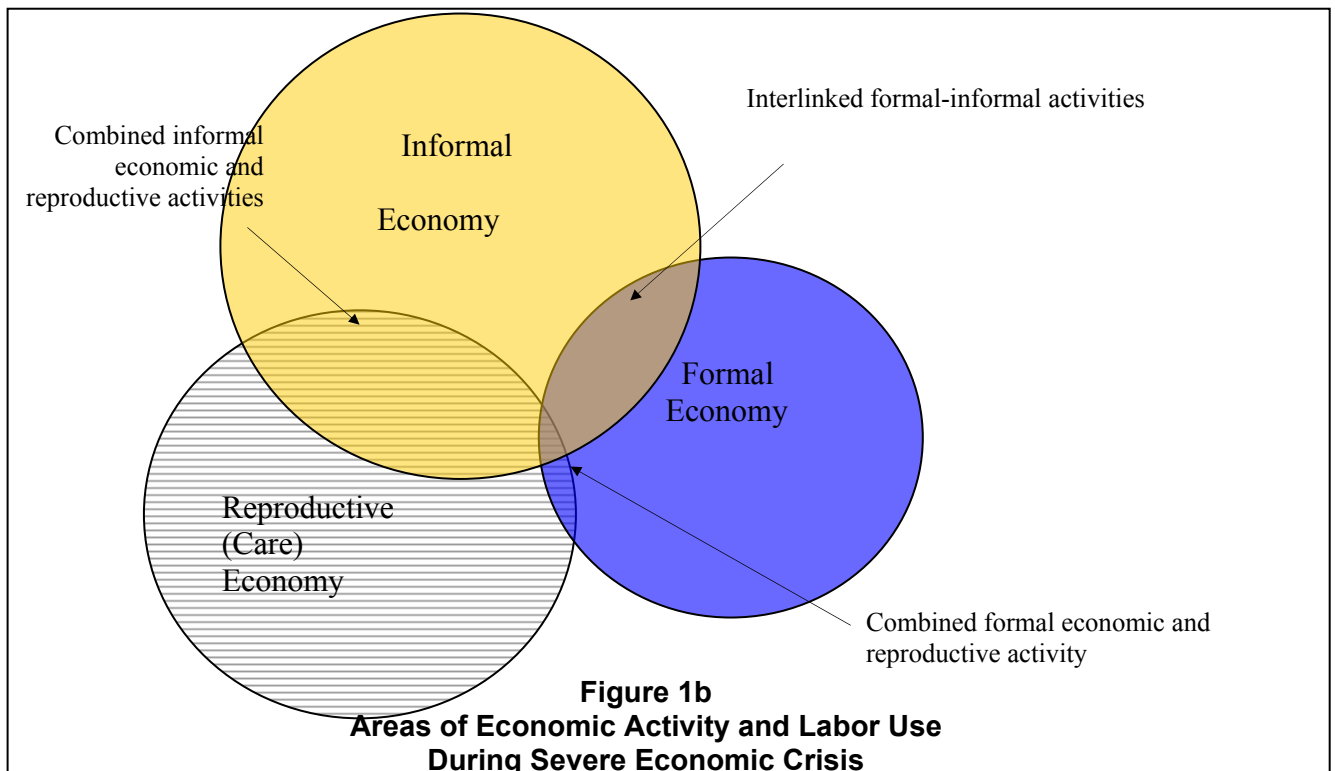 Interlinked formal-informal activities
Combined informal
economic and
reproductive activities
Informal
Economy
Formal
Economy
Reproductive
(Care)
Economy
Combined formal economic and
reproductive activity
Figure 1b
Areas of Economic Activity and Labor Use
During Severe Economic Crisis